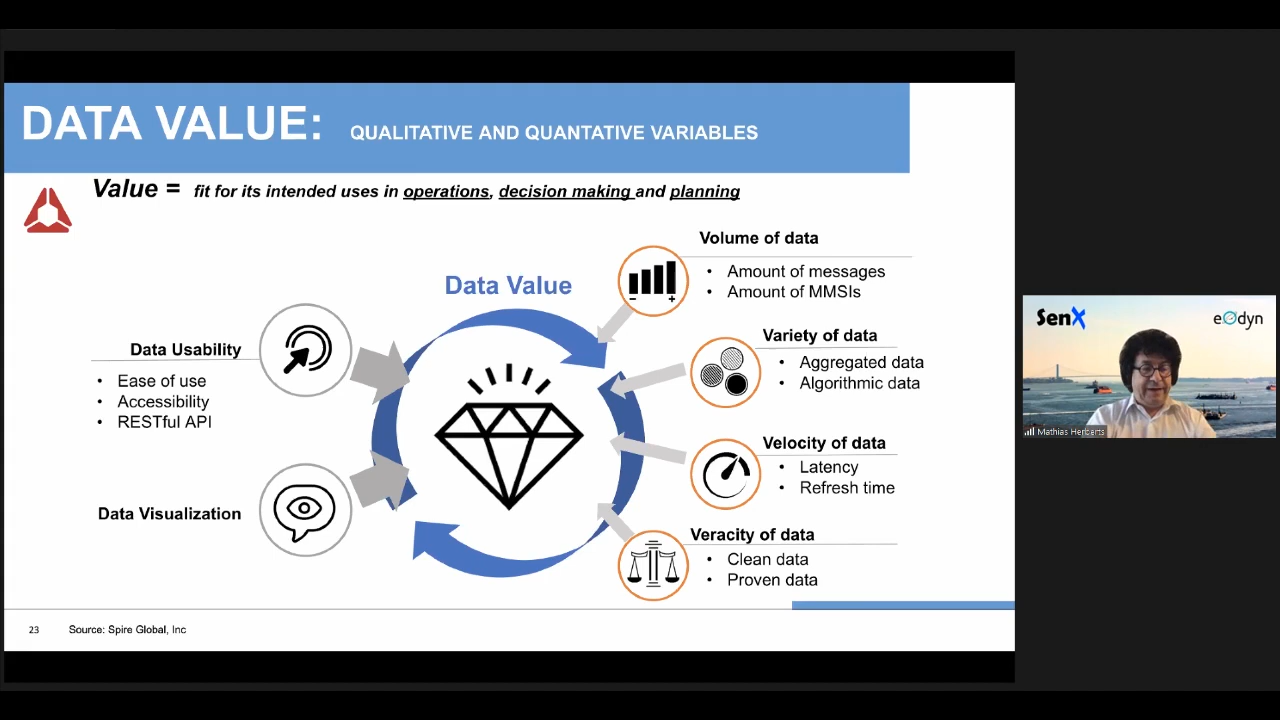 DATA VALUE: QUALITATIVE AND QUANTATIVE VARIABLES
Value = fit for its intended uses in operations, decision making and planning
Data Value
Data Usability
• Ease of use
• Accessibility
• RESTful API
Data Visualization
Volume of data
• Amount of messages
• Amount of MMSIs
Variety of data
• Aggregated data
• Algorithmic data
Velocity of data
• Latency
• Refresh time
Veracity of data
• Clean data
• Proven data
23 Source: Spire Global, Inc
SenX
eOdyn
Mathias Herberts